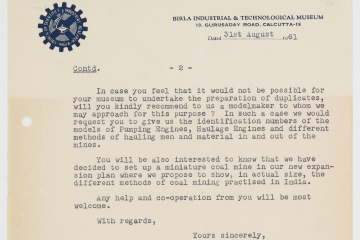 BIRLA INDUSTRIAL & TECHNOLOGICAL MUSEUM
19, GURUSADAY ROAD, CALCUTTA-19
Dated 31st August 1961
Contd. - 2 -
In case you feel that it would not be possible for
your museum to undertake the preparation of duplicates,
will you kindly recommend to us a modelmaker to whom we
may approach for this purpose ? In such a case we would
request you to give us the identification numbers of the
models of Pumping Engines, Haulage Engines and different
methods of hauling men and material in and out of the
mines.
You will be also interested to know that we have
decided to set up a miniature coal mine in our new expan-
sion plan where we propose to show, in actual size, the
different methods of coal mining practised in India.
Any help and co-operation from you will be most
welcome.
With regards,
Yours sincerely,